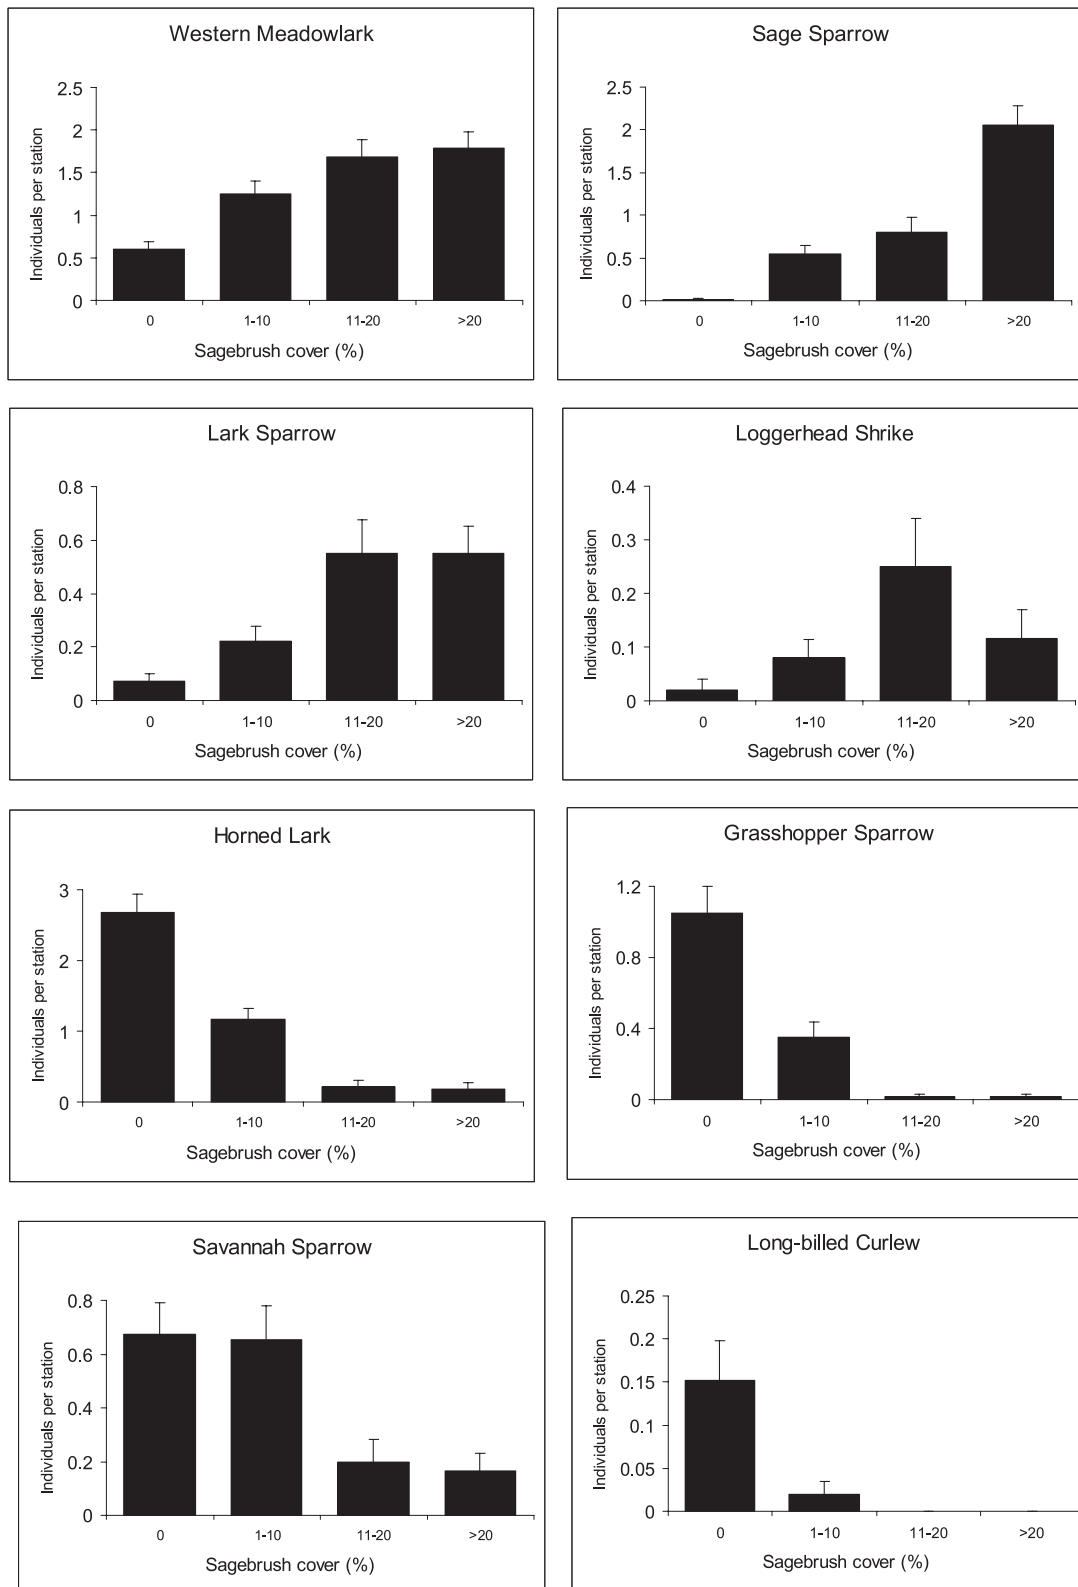 Western Meadowlark
Individuals per station
2.5
2
1.5
1
0.5
0
0 1-10 11-20 >20
Sagebrush cover (%)
Sage Sparrow
Individuals per station
2.5
2
1.5
1
0.5
0
0 1-10 11-20 >20
Sagebrush cover (%)
Lark Sparrow
Individuals per station
0.8
0.6
0.4
0.2
0
0 1-10 11-20 >20
Sagebrush cover (%)
Loggerhead Shrike
Individuals per station
0.4
0.3
0.2
0.1
0
0 1-10 11-20 >20
Sagebrush cover (%)
Horned Lark
Individuals per station
3
2
1
0
0 1-10 11-20 >20
Sagebrush cover (%)
Grasshopper Sparrow
Individuals per station
1.2
0.8
0.4
0
0 1-10 11-20 >20
Sagebrush cover (%)
Savannah Sparrow
Individuals per station
0.8
0.6
0.4
0.2
0
0 1-10 11-20 >20
Sagebrush cover (%)
Long-billed Curlew
Individuals per station
0.25
0.2
0.15
0.1
0.05
0
0 1-10 11-20 >20
Sagebrush cover (%)